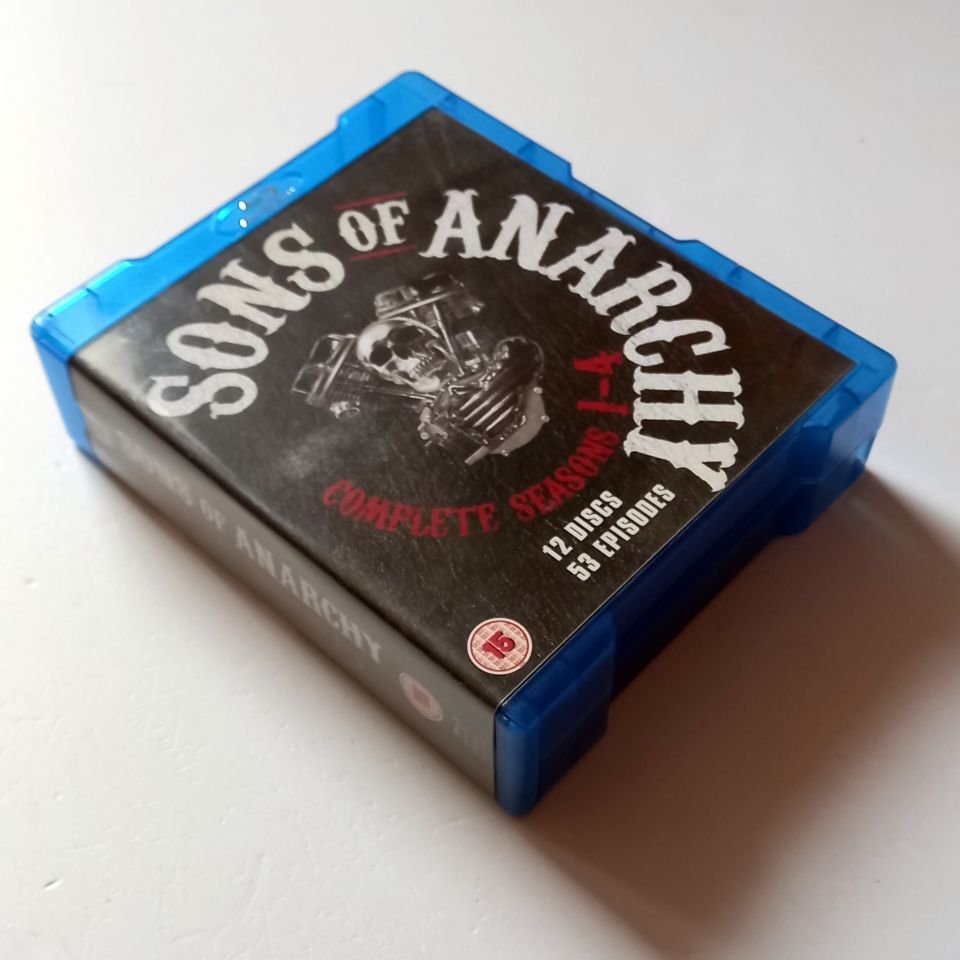 SONS OF ANARCHY
COMPLETE SEASONS 1-4
12 DISCS
53 EPISODES
15
SONS OF ANARCHY